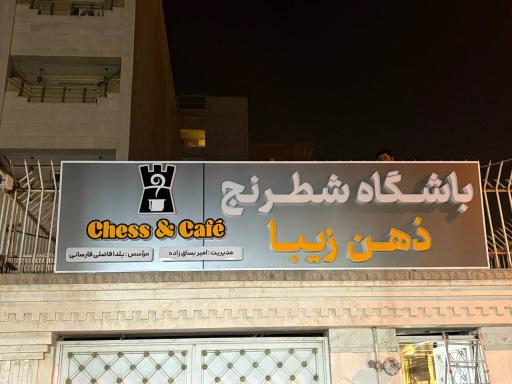 باشگاه شطرنج
ذهن زیبا
Chess & Café
مدیریت : امیر بساق زاده
مؤسس : یلدا فاضلی فارسانی